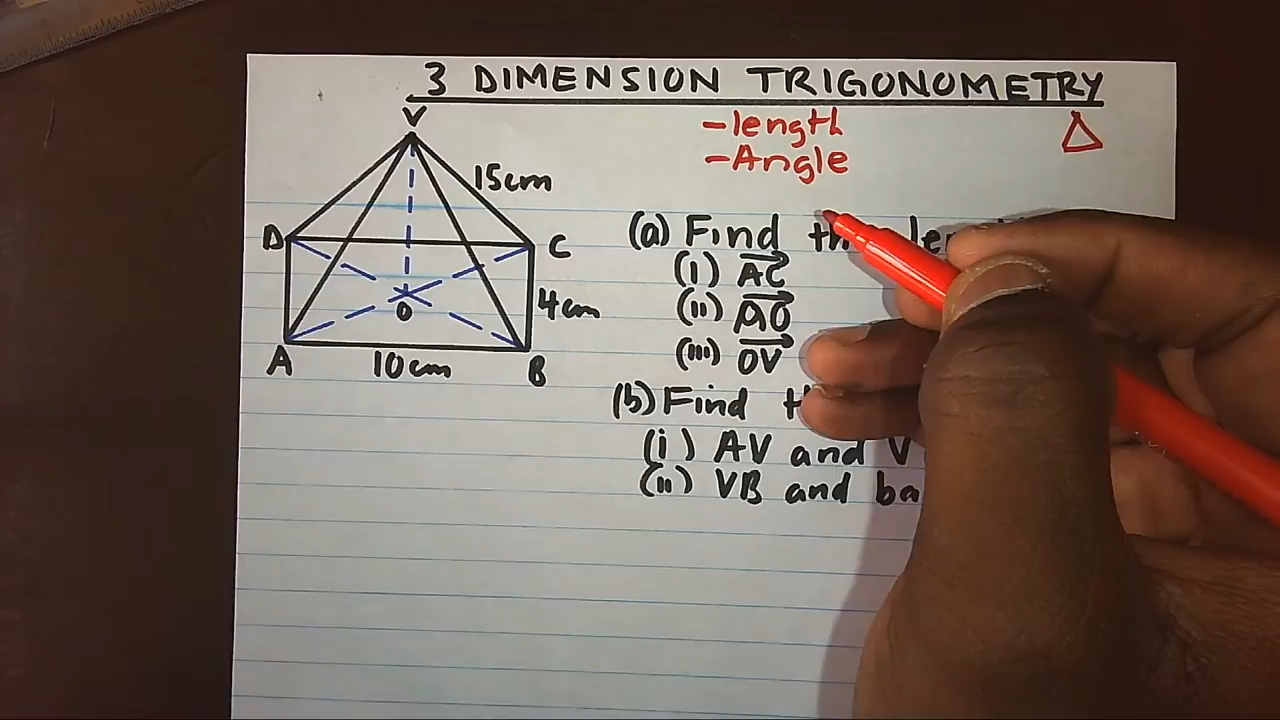 3 DIMENSION TRIGONOMETRY
-length
-Angle
V
15cm
D
C
O
4cm
A
10cm
B
(a) Find
(i) AC
(ii) AO
(iii) OV
(b) Find
(i) AV and V
(ii) VB and